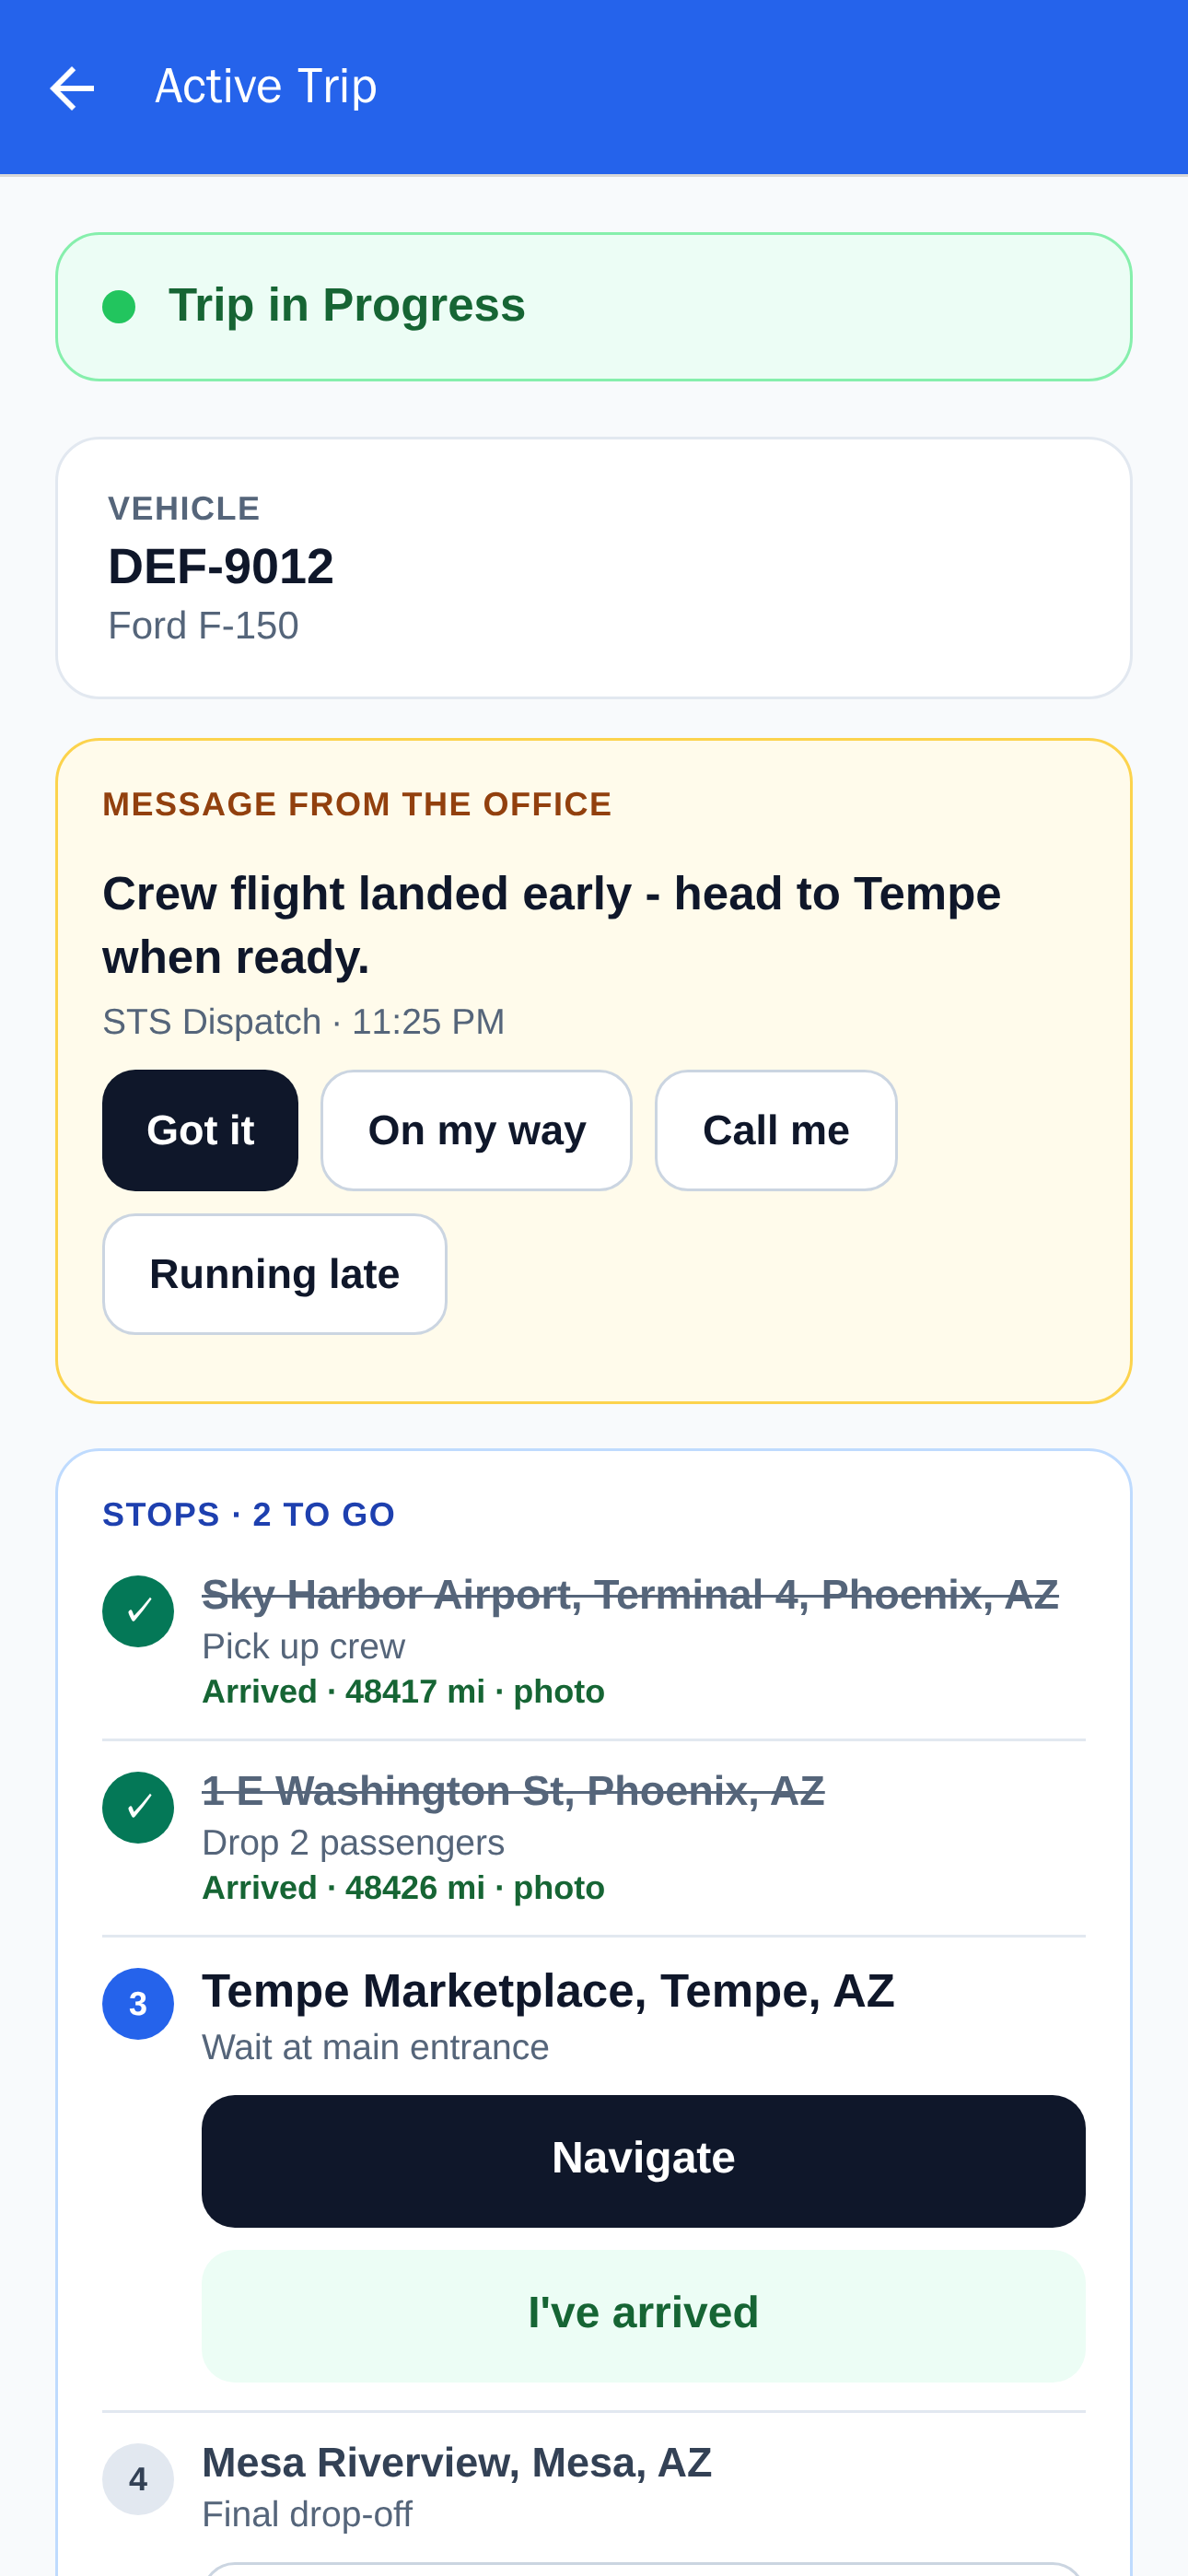 Active Trip
Trip in Progress
VEHICLE
DEF-9012
Ford F-150
MESSAGE FROM THE OFFICE
Crew flight landed early - head to Tempe
when ready.
STS Dispatch · 11:25 PM
Got it
On my way
Call me
Running late
STOPS · 2 TO GO
Sky Harbor Airport, Terminal 4, Phoenix, AZ
Pick up crew
Arrived · 48417 mi · photo
1 E Washington St, Phoenix, AZ
Drop 2 passengers
Arrived · 48426 mi · photo
3
Tempe Marketplace, Tempe, AZ
Wait at main entrance
Navigate
I've arrived
4
Mesa Riverview, Mesa, AZ
Final drop-off